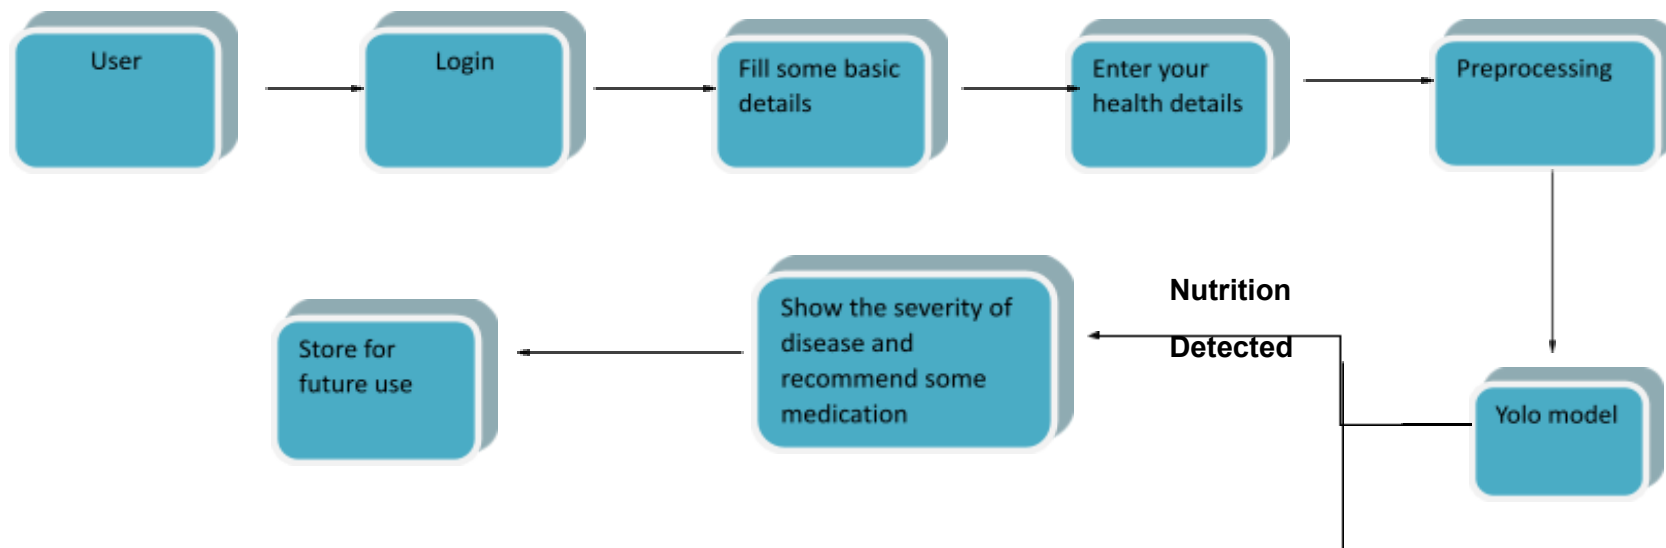 User
Login
Fill some basic
details
Enter your
health details
Preprocessing
Nutrition
Detected
Show the severity of
disease and
recommend some
medication
Store for
future use
Yolo model